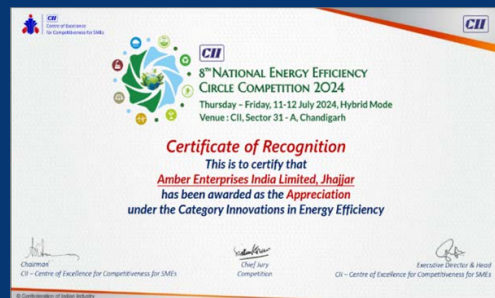 CII
Centre of Excellence
for Competitiveness for SMEs
CII
CII
8TH NATIONAL ENERGY EFFICIENCY
CIRCLE COMPETITION 2024
Thursday – Friday, 11-12 July 2024, Hybrid Mode
Venue : CII, Sector 31 - A, Chandigarh
Certificate of Recognition
This is to certify that
Amber Enterprises India Limited, Jhajjar
has been awarded as the Appreciation
under the Category Innovations in Energy Efficiency
Chairman
CII – Centre of Excellence for Competitiveness for SMEs
Chief Jury
Competition
Executive Director & Head
CII – Centre of Excellence for Competitiveness for SMEs
© Confederation of Indian Industry